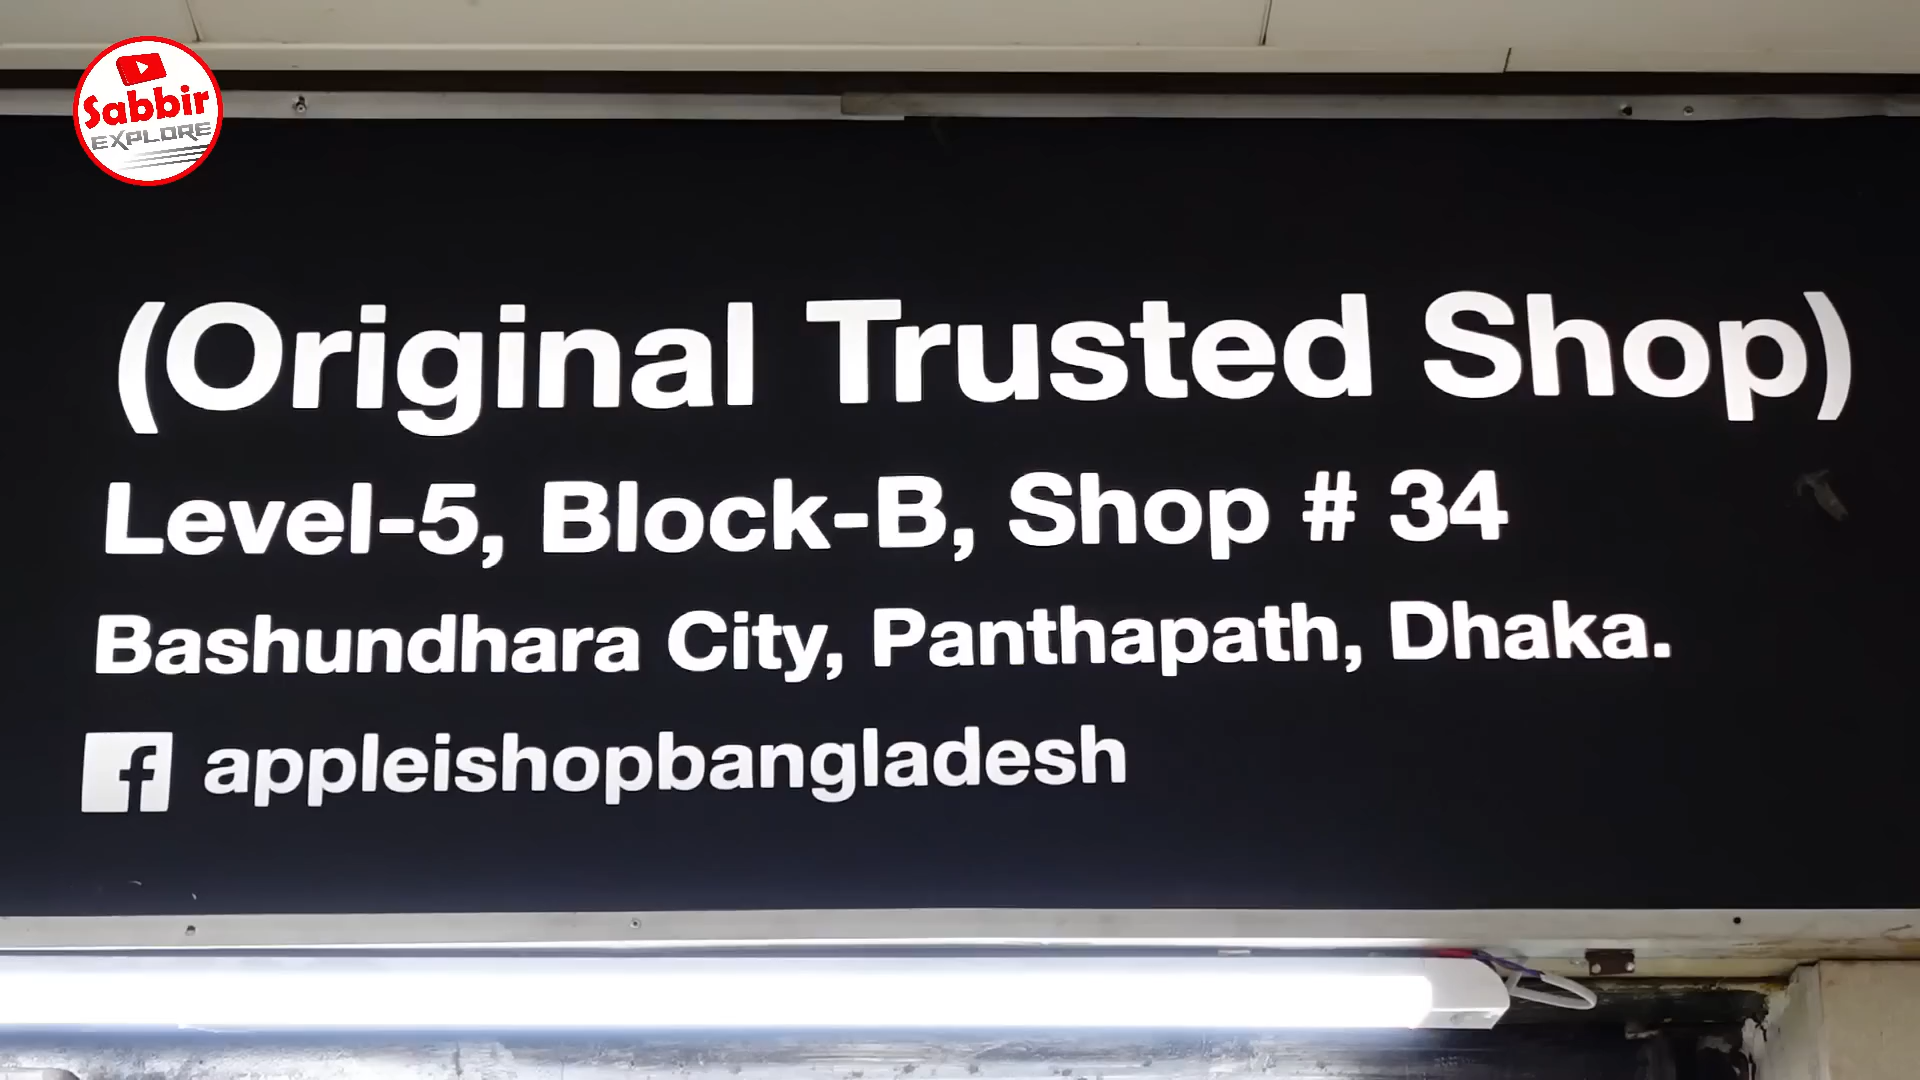 Sabbir
EXPLORE
(Original Trusted Shop)
Level-5, Block-B, Shop # 34
Bashundhara City, Panthapath, Dhaka.
appleishopbangladesh